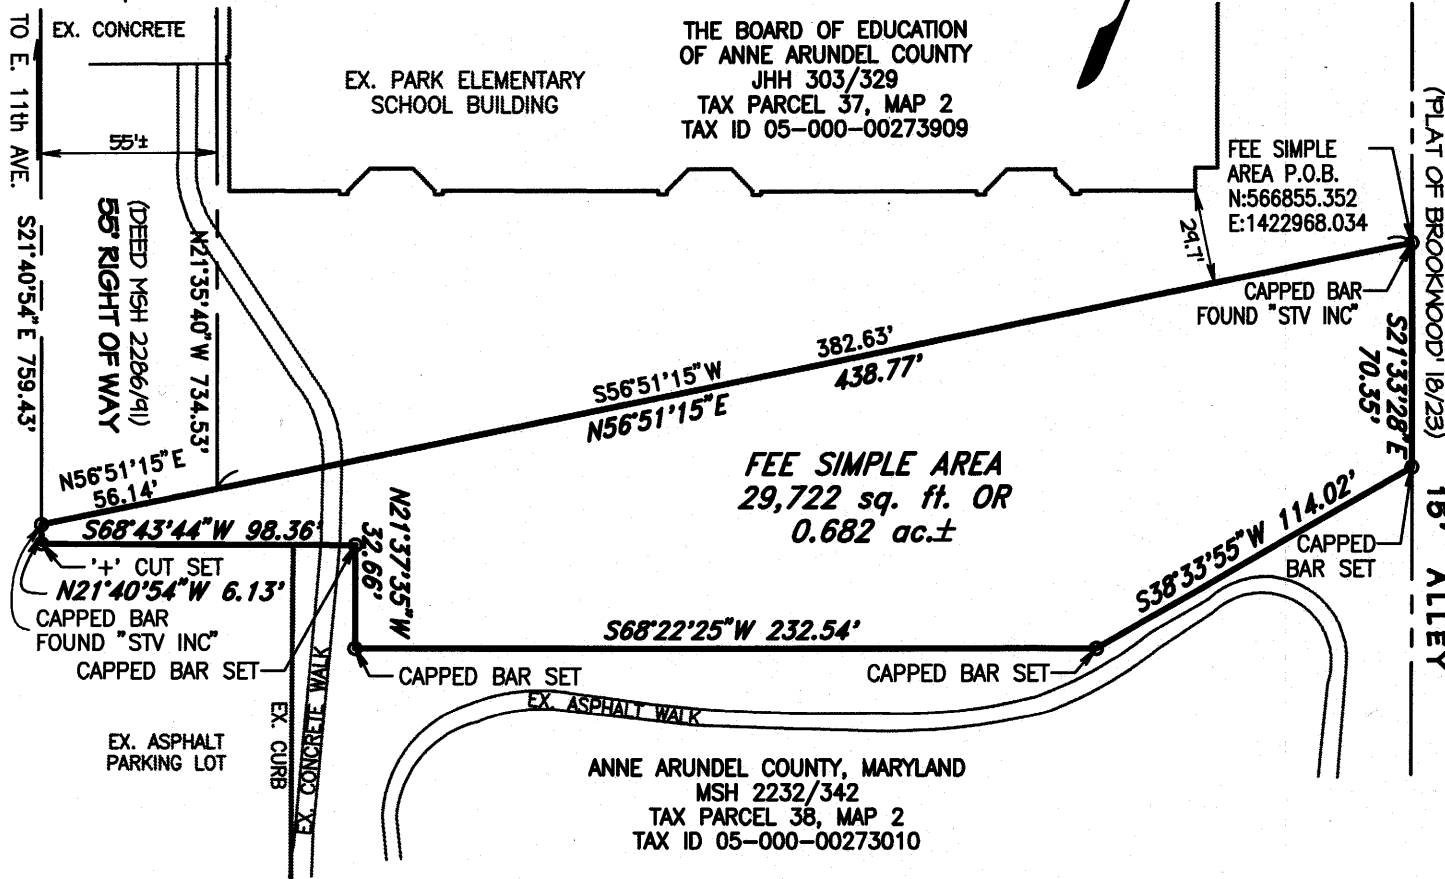 TO E. 11th AVE.
S21°40'54"E 759.43'
EX. CONCRETE
55'±
(DEED MSH 2286/911)
55' RIGHT OF WAY
N21°35'40"W 734.53'
EX. PARK ELEMENTARY
SCHOOL BUILDING
THE BOARD OF EDUCATION
OF ANNE ARUNDEL COUNTY
JHH 303/329
TAX PARCEL 37, MAP 2
TAX ID 05-000-00273909
FEE SIMPLE
AREA P.O.B.
N:566855.352
E:1422968.034
29.7'
CAPPED BAR
FOUND "STV INC"
(PLAT OF BROOKWOOD' 18/23)
15' ALLEY
S21°33'28"E
70.35'
382.63'
438.77'
S56°51'15"W
N56°51'15"E
N56°51'15"E
56.14'
FEE SIMPLE AREA
29,722 sq. ft. OR
0.682 ac.±
S68°43'44"W 98.36'
'+' CUT SET
N21°40'54"W 6.13'
CAPPED BAR
FOUND "STV INC"
CAPPED BAR SET
N21°37'35"W
32.66'
S68°22'25"W 232.54'
CAPPED BAR SET
CAPPED BAR SET
S38°33'55"W 114.02'
CAPPED
BAR SET
EX. ASPHALT WALK
EX. ASPHALT
PARKING LOT
EX. CURB
EX. CONCRETE WALK
ANNE ARUNDEL COUNTY, MARYLAND
MSH 2232/342
TAX PARCEL 38, MAP 2
TAX ID 05-000-00273010